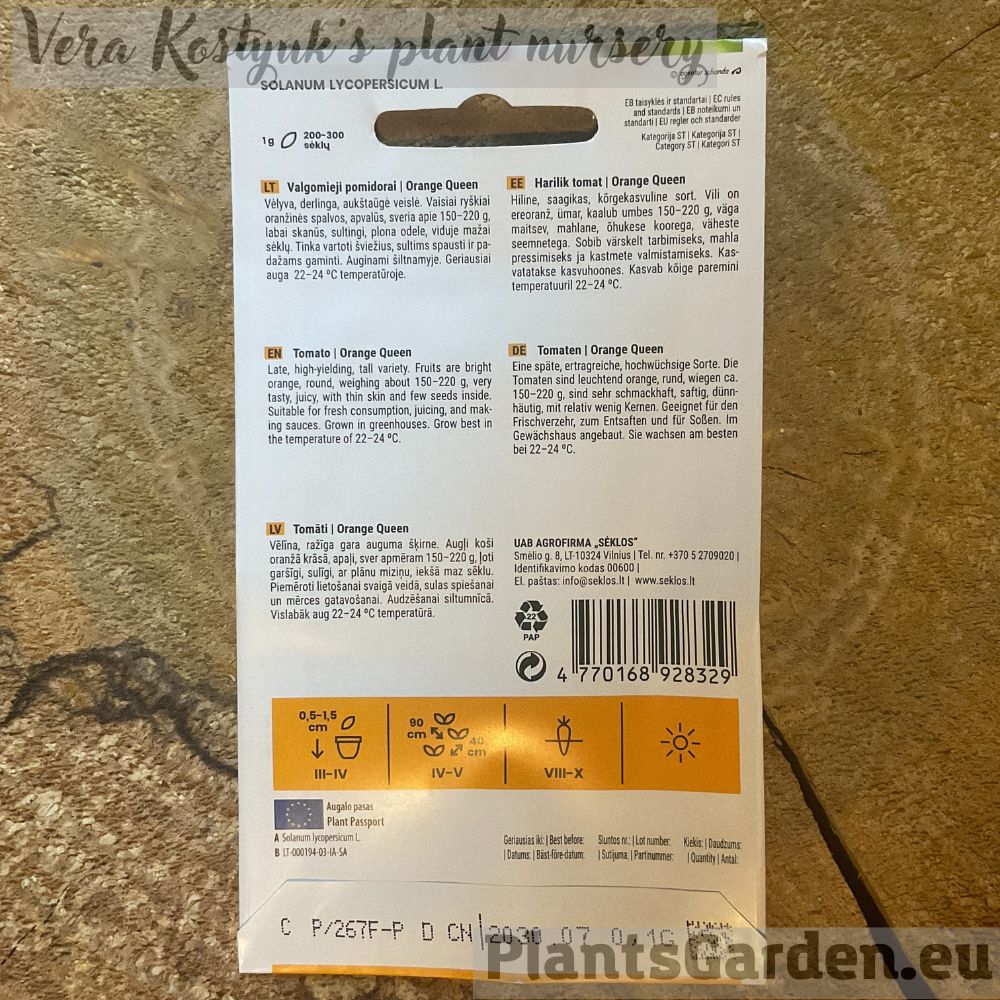 Vera Kostyuk's plant nursery
SOLANUM LYCOPERSICUM L.
© agentur schanda
1g 200-300
sėklų
EB taisyklės ir standartai | EC rules
and standards | EB noteikumi un
standarti | EU regler och standarder
Kategorija ST | Kategorija ST |
Category ST | Kategori ST
LT Valgomieji pomidorai | Orange Queen
Vėlyva, derlinga, aukštaūgė veislė. Vaisiai ryškiai
oranžinės spalvos, apvalūs, sveria apie 150–220 g,
labai skanūs, sultingi, plona odele, viduje mažai
sėklų. Tinka vartoti šviežius, sultims spausti ir pa-
dažams gaminti. Auginami šiltnamyje. Geriausiai
auga 22–24 ºC temperatūroje.
EE Harilik tomat | Orange Queen
Hiline, saagikas, kõrgekasvuline sort. Vili on
ereoranž, ümar, kaalub umbes 150–220 g, väga
maitsev, mahlane, õhukese koorega, väheste
seemnetega. Sobib värskelt tarbimiseks, mahla
pressimiseks ja kastmete valmistamiseks. Kas-
vatatakse kasvuhoones. Kasvab kõige paremini
temperatuuril 22–24 ºC.
EN Tomato | Orange Queen
Late, high-yielding, tall variety. Fruits are bright
orange, round, weighing about 150–220 g, very
tasty, juicy, with thin skin and few seeds inside.
Suitable for fresh consumption, juicing, and mak-
ing sauces. Grown in greenhouses. Grow best in
the temperature of 22–24 ºC.
DE Tomaten | Orange Queen
Eine späte, ertragreiche, hochwüchsige Sorte. Die
Tomaten sind leuchtend orange, rund, wiegen ca.
150–220 g, sind sehr schmackhaft, saftig, dünn-
häutig, mit relativ wenig Kernen. Geeignet für den
Frischverzehr, zum Entsaften und für Soßen. Im
Gewächshaus angebaut. Sie wachsen am besten
bei 22–24 ºC.
LV Tomāti | Orange Queen
Vēlīna, ražīga gara auguma šķirne. Augļi koši
oranžā krāsā, apaļi, sver apmēram 150–220 g, ļoti
garšīgi, sulīgi, ar plānu miziņu, iekšā maz sēklu.
Piemēroti lietošanai svaigā veidā, sulas spiešanai
un mērces gatavošanai. Audzēšanai siltumnīcā.
Vislabāk aug 22–24 ºC temperatūrā.
UAB AGROFIRMA „SĖKLOS“
Smėlio g. 8, LT-10324 Vilnius | Tel. nr. +370 5 2709020 |
Identifikavimo kodas 00600 |
El. paštas: info@seklos.lt | www.seklos.lt
22
PAP
4 770168 928329
0,5–1,5
cm
III–IV
90
cm
40
cm
IV–V
VIII–X
Augalo pasas
Plant Passport
A Solanum lycopersicum L.
B LT-000194-03-IA-SA
Geriausias iki: | Best before:
| Datums: | Bäst-före-datum:
Siuntos nr.: | Lot number:
| Sutijuma: | Partinummer:
Kiekis: | Daudzums:
| Quantity | Antal:
C P/267F-P D CN 2030 07 0,1G
PlantsGarden.eu